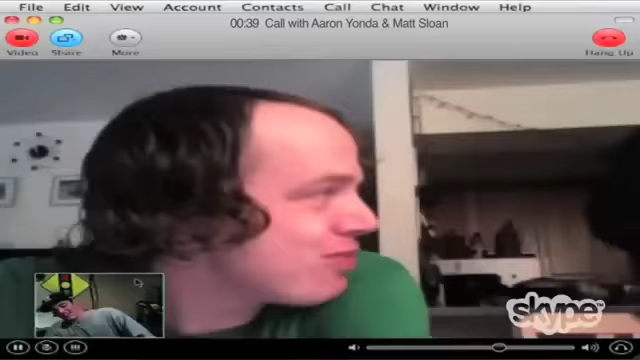 File Edit View Account Contacts Call Chat Window Help
00:39 Call with Aaron Yonda & Matt Sloan
Video Share More Hang Up
skype™